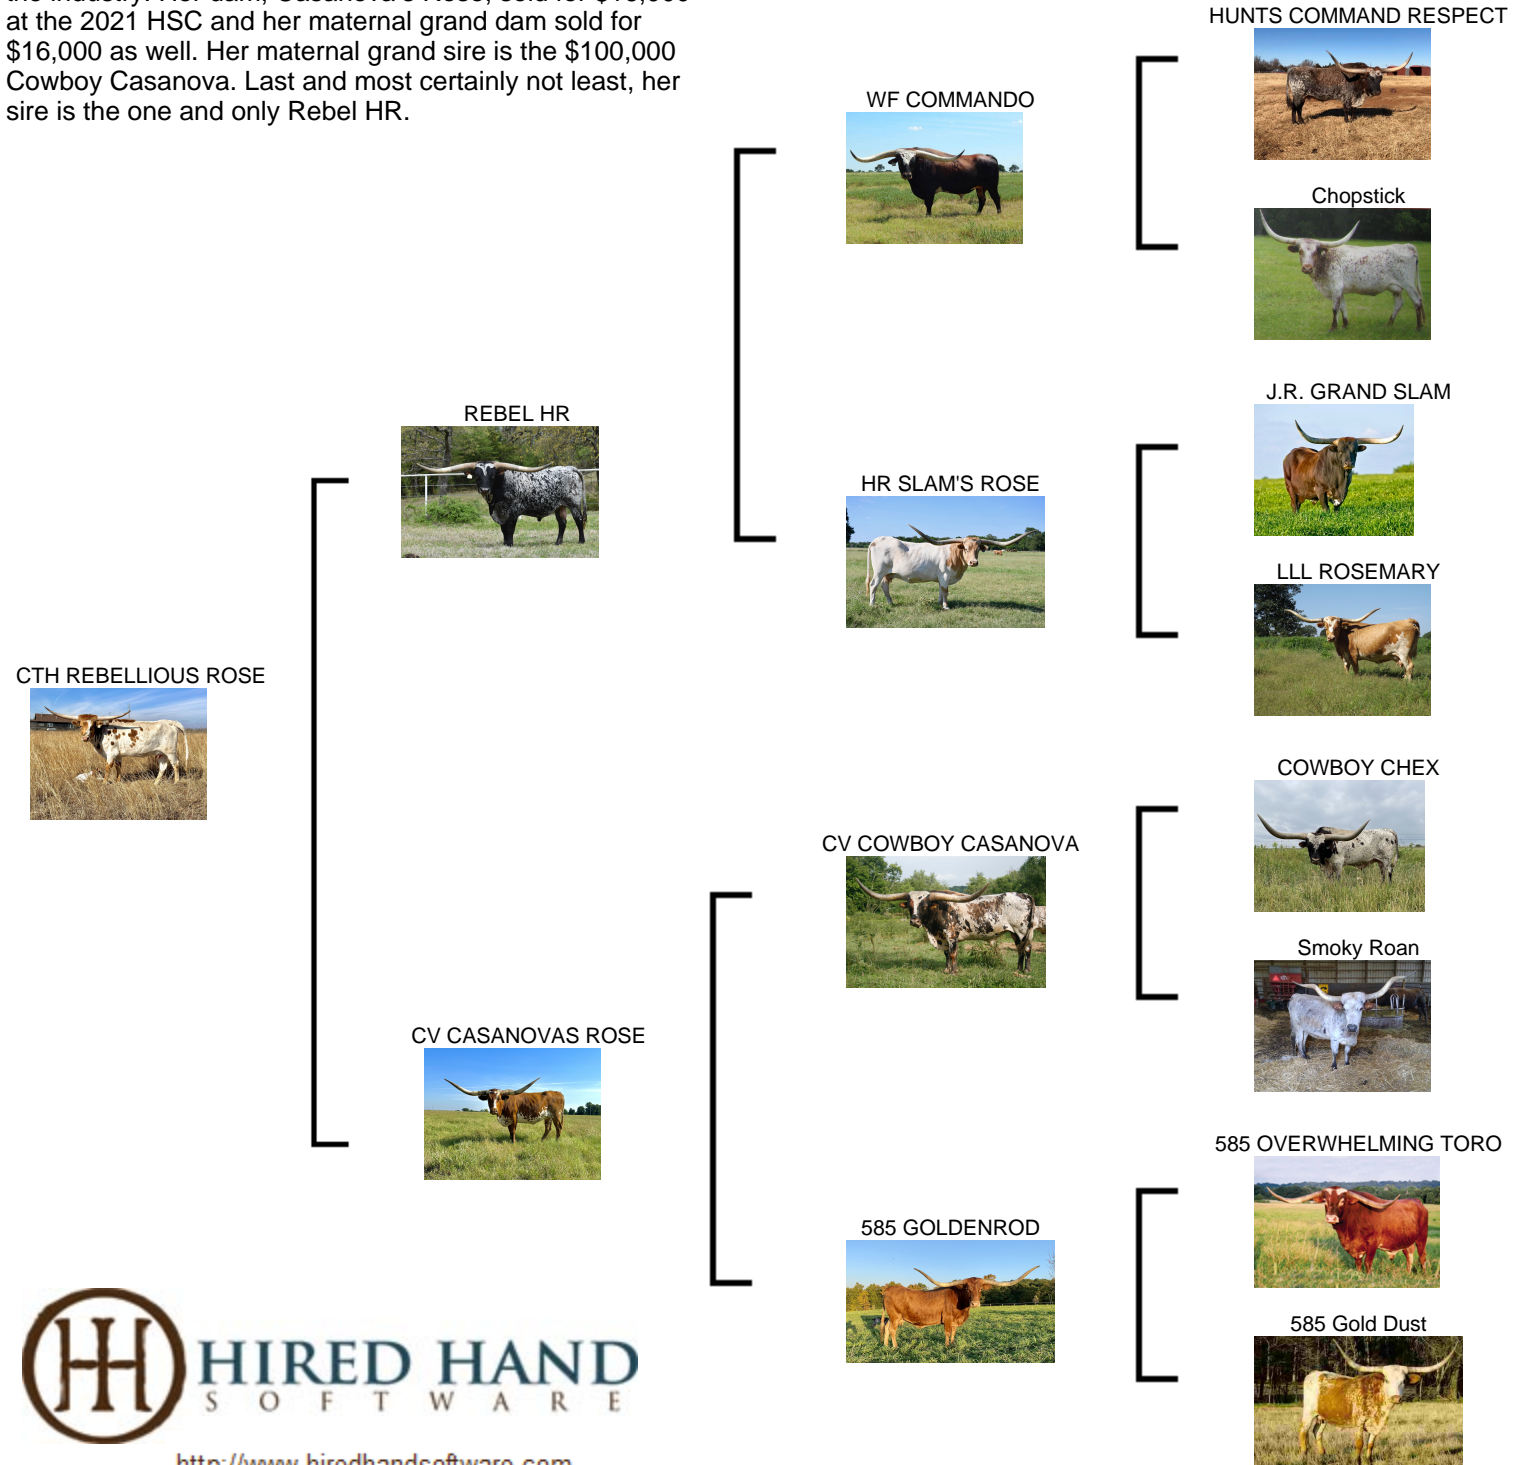 at the 2021 HSC and her maternal grand dam sold for
$16,000 as well. Her maternal grand sire is the $100,000
Cowboy Casanova. Last and most certainly not least, her
sire is the one and only Rebel HR.
HUNTS COMMAND RESPECT
WF COMMANDO
Chopstick
J.R. GRAND SLAM
REBEL HR
HR SLAM'S ROSE
LLL ROSEMARY
CTH REBELLIOUS ROSE
COWBOY CHEX
CV COWBOY CASANOVA
Smoky Roan
CV CASANOVAS ROSE
585 OVERWHELMING TORO
585 GOLDENROD
585 Gold Dust
HIRED HAND
SOFTWARE
http://www.hiredhandsoftware.com